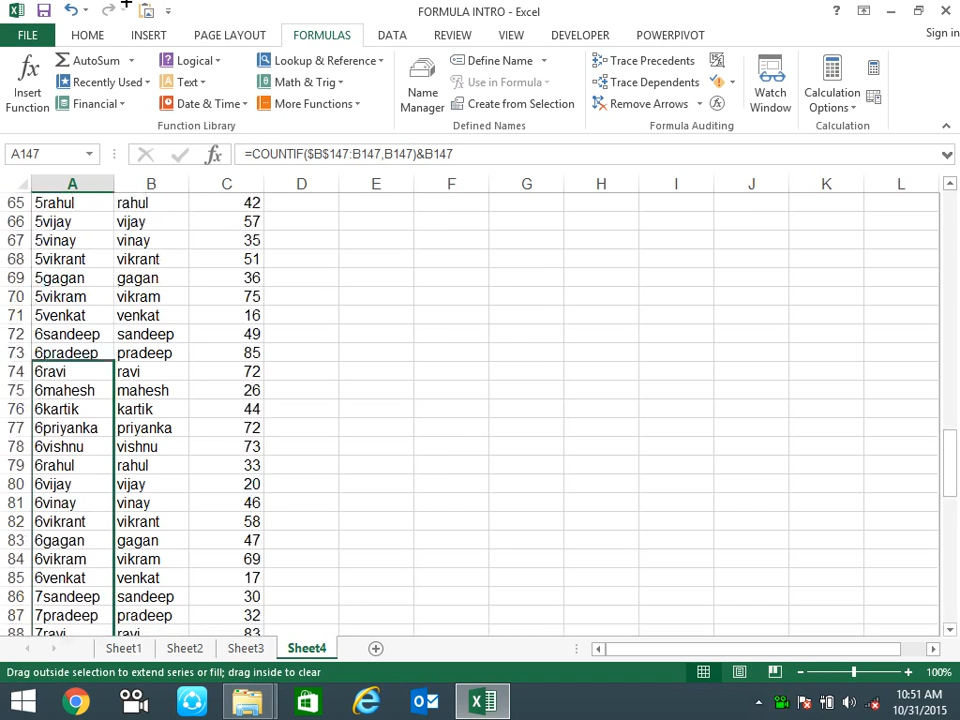 FORMULA INTRO - Excel
?
Sign in
FILE HOME INSERT PAGE LAYOUT FORMULAS DATA REVIEW VIEW DEVELOPER POWERPIVOT
fx Insert Function
Σ AutoSum
Recently Used
Financial
Logical
Text
Date & Time
Lookup & Reference
Math & Trig
More Functions
Function Library
Name Manager
Define Name
Use in Formula
Create from Selection
Defined Names
Trace Precedents
Trace Dependents
Remove Arrows
Formula Auditing
Watch Window
Calculation Options
Calculation
A147 fx =COUNTIF($B$147:B147,B147)&B147
A B C D E F G H I J K L
65 5rahul rahul 42
66 5vijay vijay 57
67 5vinay vinay 35
68 5vikrant vikrant 51
69 5gagan gagan 36
70 5vikram vikram 75
71 5venkat venkat 16
72 6sandeep sandeep 49
73 6pradeep pradeep 85
74 6ravi ravi 72
75 6mahesh mahesh 26
76 6kartik kartik 44
77 6priyanka priyanka 72
78 6vishnu vishnu 73
79 6rahul rahul 33
80 6vijay vijay 20
81 6vinay vinay 46
82 6vikrant vikrant 58
83 6gagan gagan 47
84 6vikram vikram 69
85 6venkat venkat 17
86 7sandeep sandeep 30
87 7pradeep pradeep 32
88 7ravi ravi 83
Sheet1 Sheet2 Sheet3 Sheet4
Drag outside selection to extend series or fill; drag inside to clear
100%
10:51 AM
10/31/2015